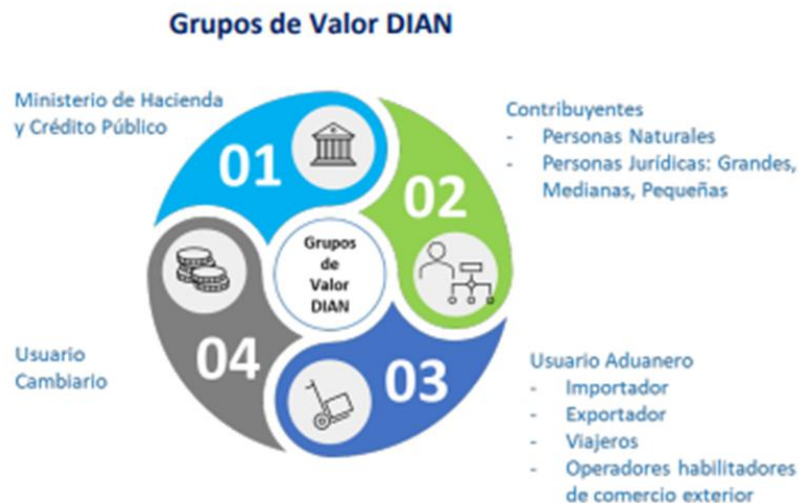 Grupos de Valor DIAN
Ministerio de Hacienda
y Crédito Público
01
Contribuyentes
- Personas Naturales
- Personas Jurídicas: Grandes,
Medianas, Pequeñas
02
Grupos
de
Valor
DIAN
Usuario
Cambiario
04
03
Usuario Aduanero
- Importador
- Exportador
- Viajeros
- Operadores habilitadores
de comercio exterior